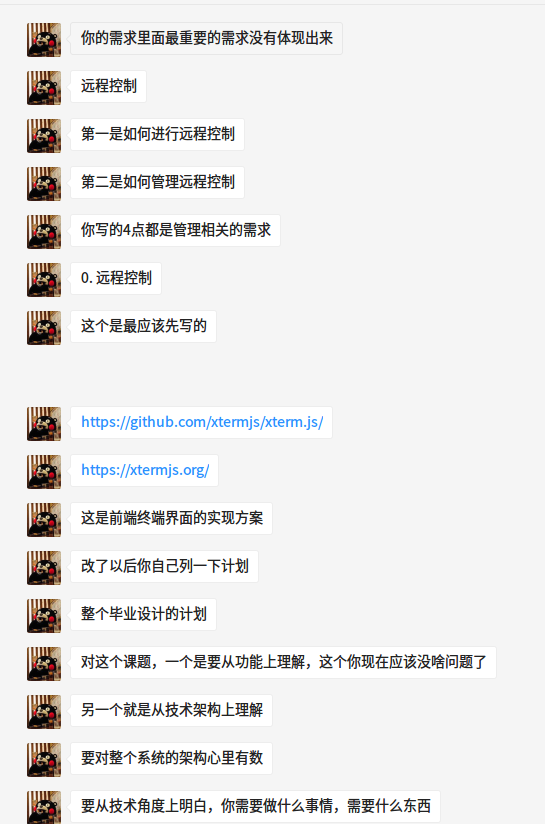 你的需求里面最重要的需求没有体现出来
远程控制
第一是如何进行远程控制
第二是如何管理远程控制
你写的4点都是管理相关的需求
0. 远程控制
这个是最应该先写的
https://github.com/xtermjs/xterm.js/
https://xtermjs.org/
这是前端终端界面的实现方案
改了以后你自己列一下计划
整个毕业设计的计划
对这个课题，一个是要从功能上理解，这个你现在应该没啥问题了
另一个就是从技术架构上理解
要对整个系统的架构心里有数
要从技术角度上明白，你需要做什么事情，需要什么东西